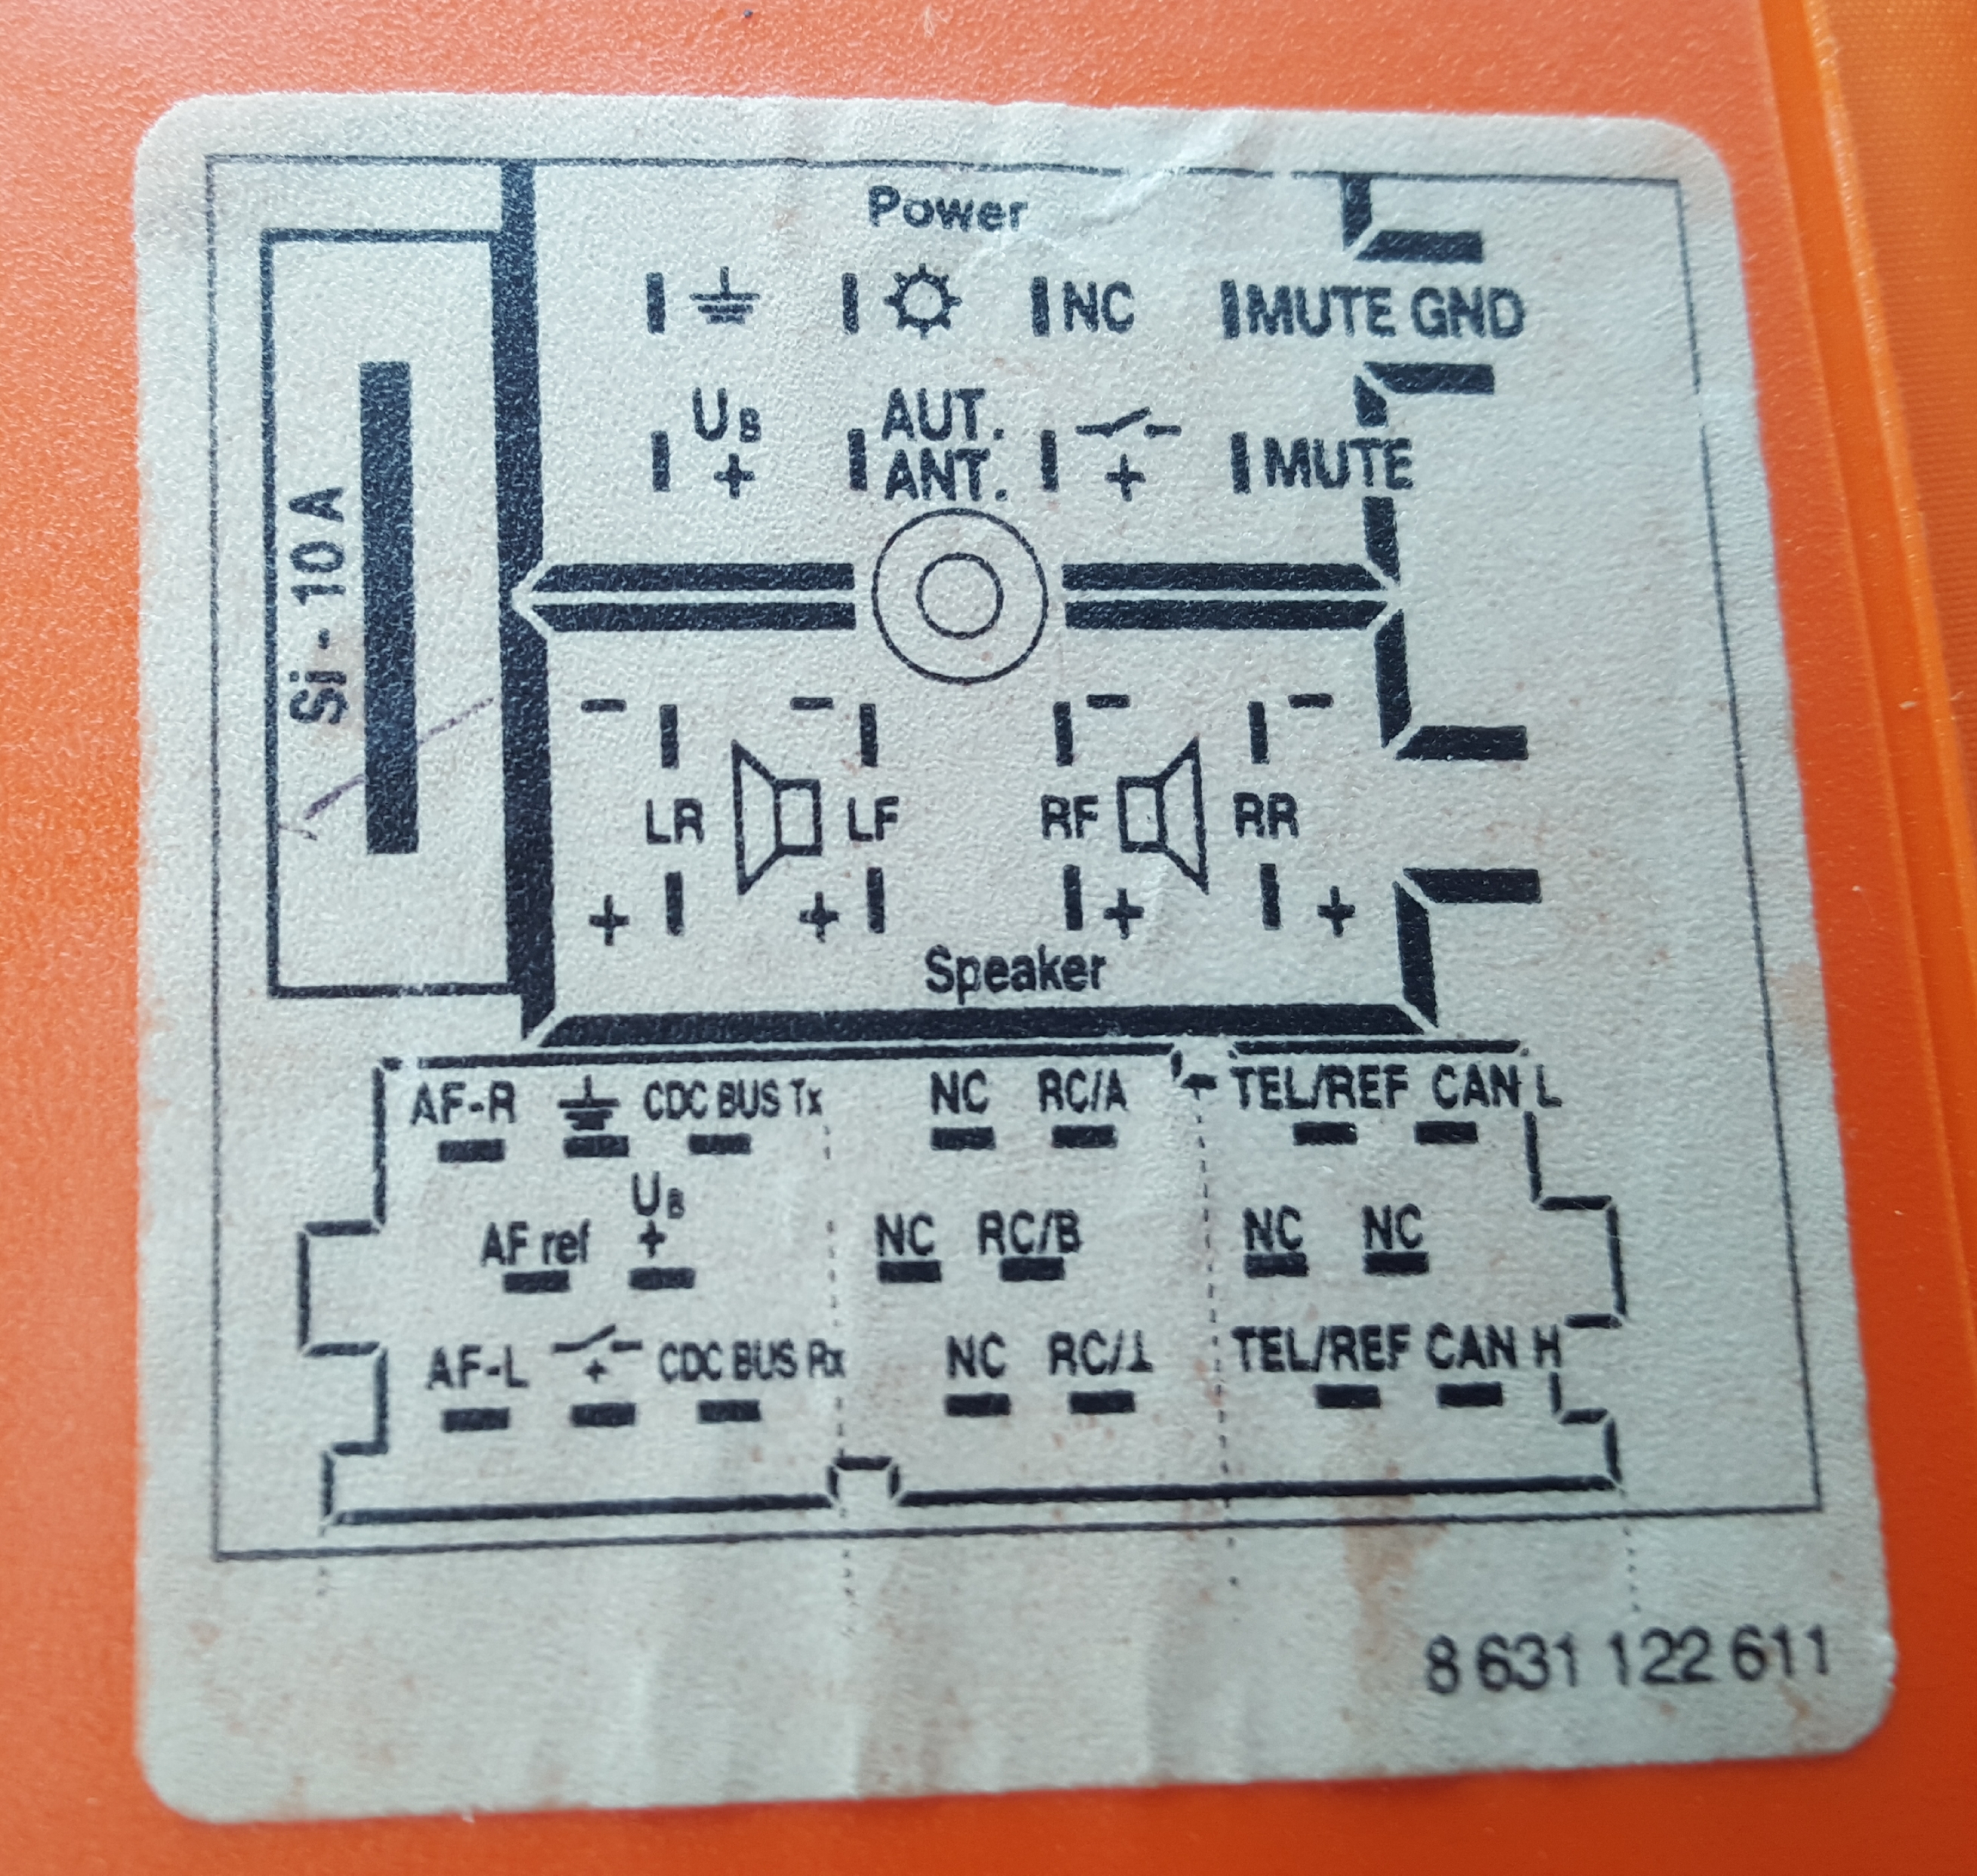 Power
NC MUTE GND
UB + AUT. ANT. + MUTE
Si - 10 A
- - - -
LR LF RF RR
+ + + +
Speaker
AF-R CDC BUS Tx NC RC/A TEL/REF CAN L
AF ref UB + NC RC/B NC NC
AF-L + CDC BUS Rx NC RC/⊥ TEL/REF CAN H
8 631 122 611